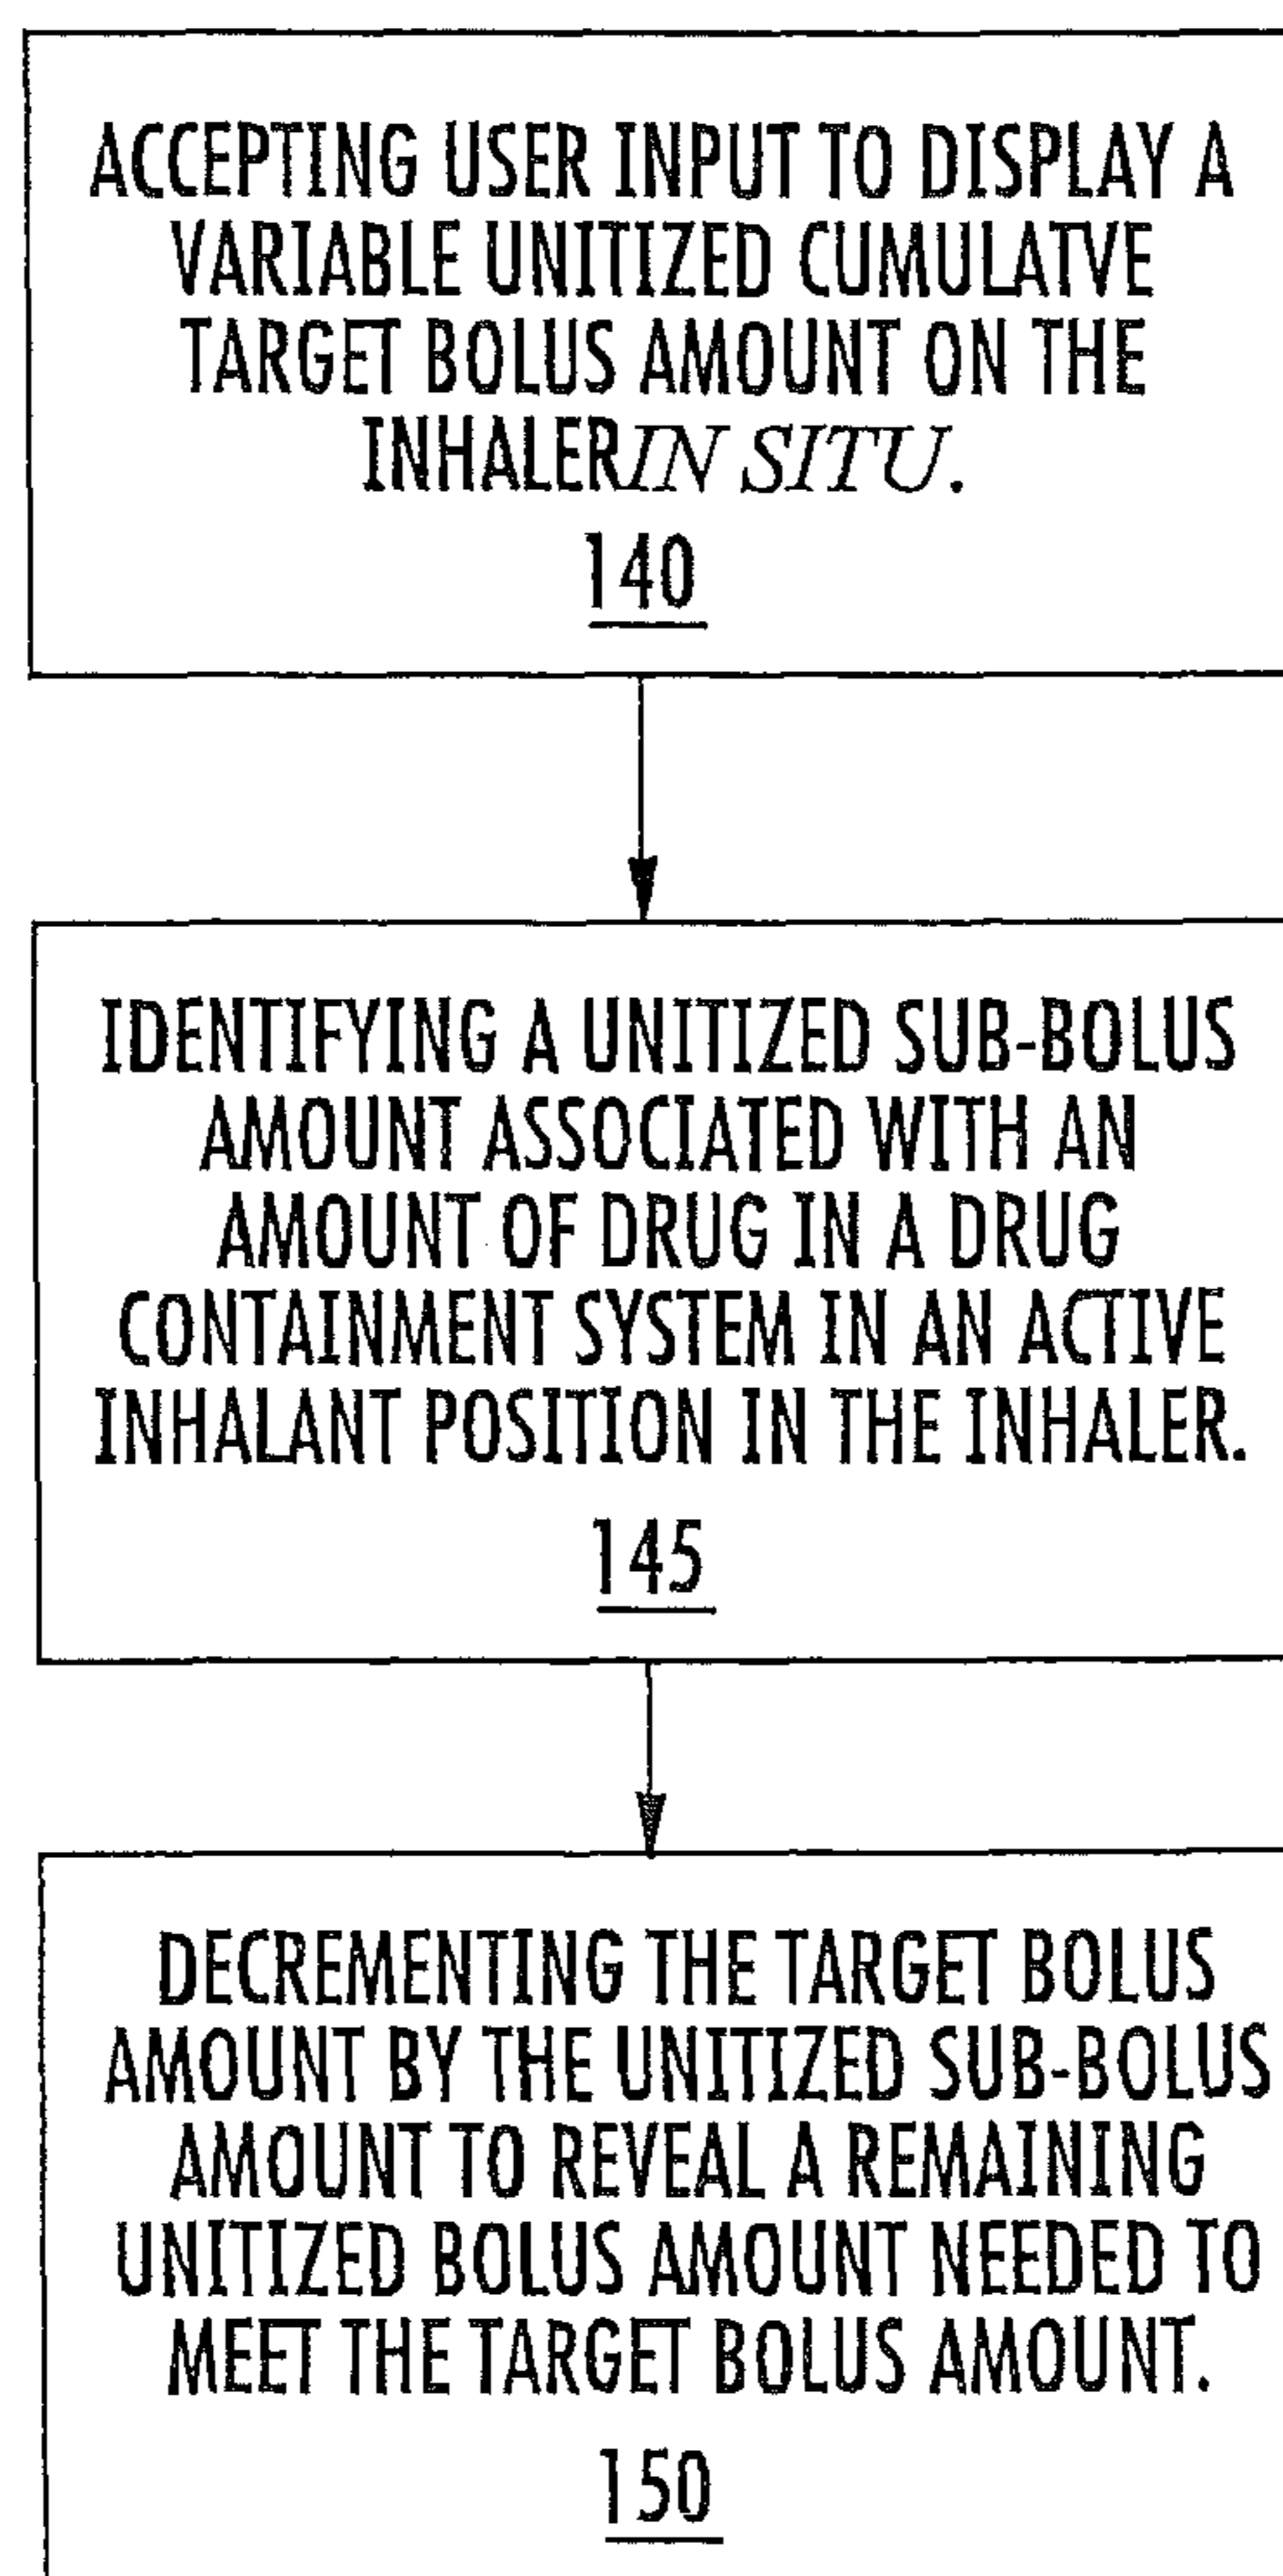 ACCEPTING USER INPUT TO DISPLAY A
VARIABLE UNITIZED CUMULATVE
TARGET BOLUS AMOUNT ON THE
INHALER IN SITU.
140
IDENTIFYING A UNITIZED SUB-BOLUS
AMOUNT ASSOCIATED WITH AN
AMOUNT OF DRUG IN A DRUG
CONTAINMENT SYSTEM IN AN ACTIVE
INHALANT POSITION IN THE INHALER.
145
DECREMENTING THE TARGET BOLUS
AMOUNT BY THE UNITIZED SUB-BOLUS
AMOUNT TO REVEAL A REMAINING
UNITIZED BOLUS AMOUNT NEEDED TO
MEET THE TARGET BOLUS AMOUNT.
150